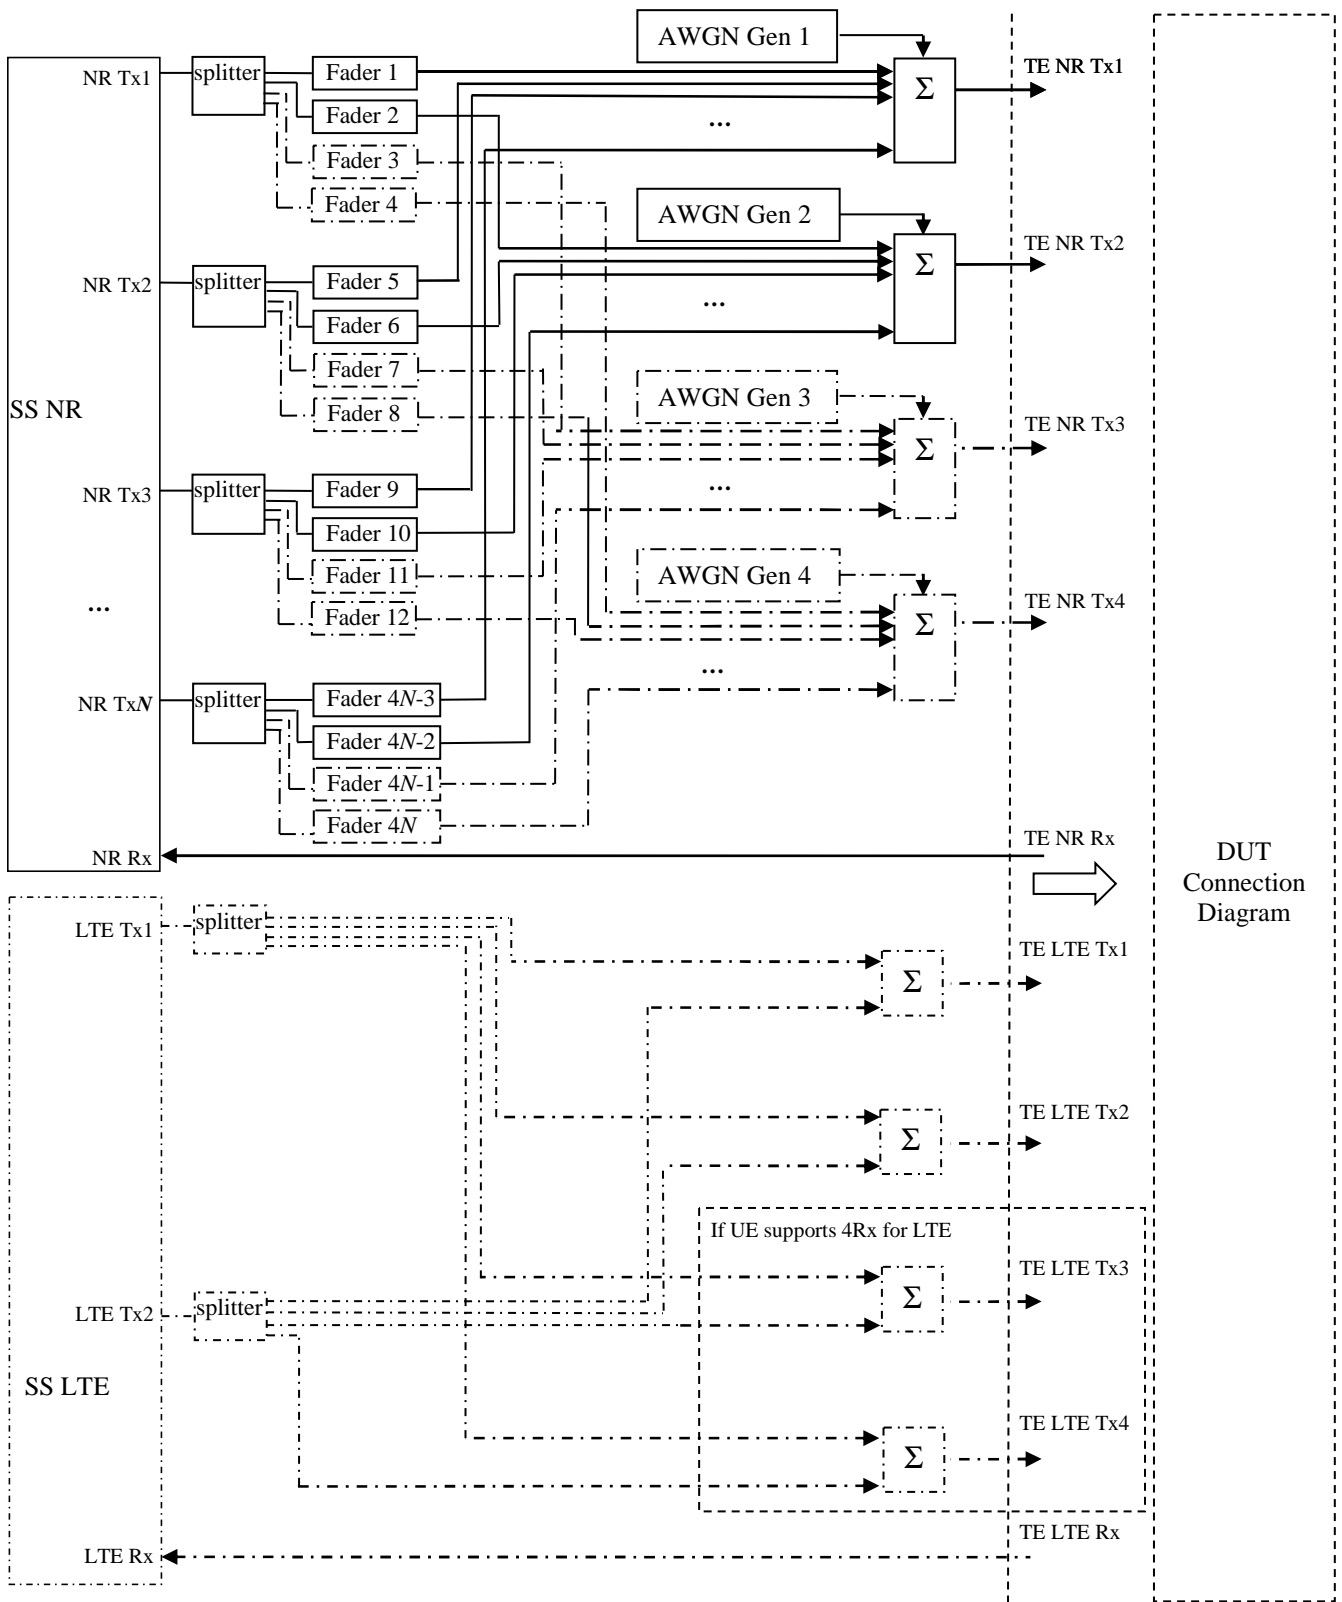 AWGN Gen 1
TE NR Tx1
NR Tx1
splitter
Fader 1
Σ
Fader 2
...
Fader 3
Fader 4
AWGN Gen 2
TE NR Tx2
NR Tx2
splitter
Fader 5
Σ
Fader 6
...
Fader 7
Fader 8
SS NR
AWGN Gen 3
TE NR Tx3
Σ
NR Tx3
splitter
Fader 9
...
Fader 10
Fader 11
Fader 12
...
AWGN Gen 4
TE NR Tx4
Σ
...
NR TxN
splitter
Fader 4N-3
Fader 4N-2
Fader 4N-1
Fader 4N
NR Rx
TE NR Rx
DUT
Connection
Diagram
LTE Tx1
splitter
TE LTE Tx1
Σ
TE LTE Tx2
Σ
If UE supports 4Rx for LTE
TE LTE Tx3
Σ
LTE Tx2
splitter
SS LTE
TE LTE Tx4
Σ
TE LTE Rx
LTE Rx